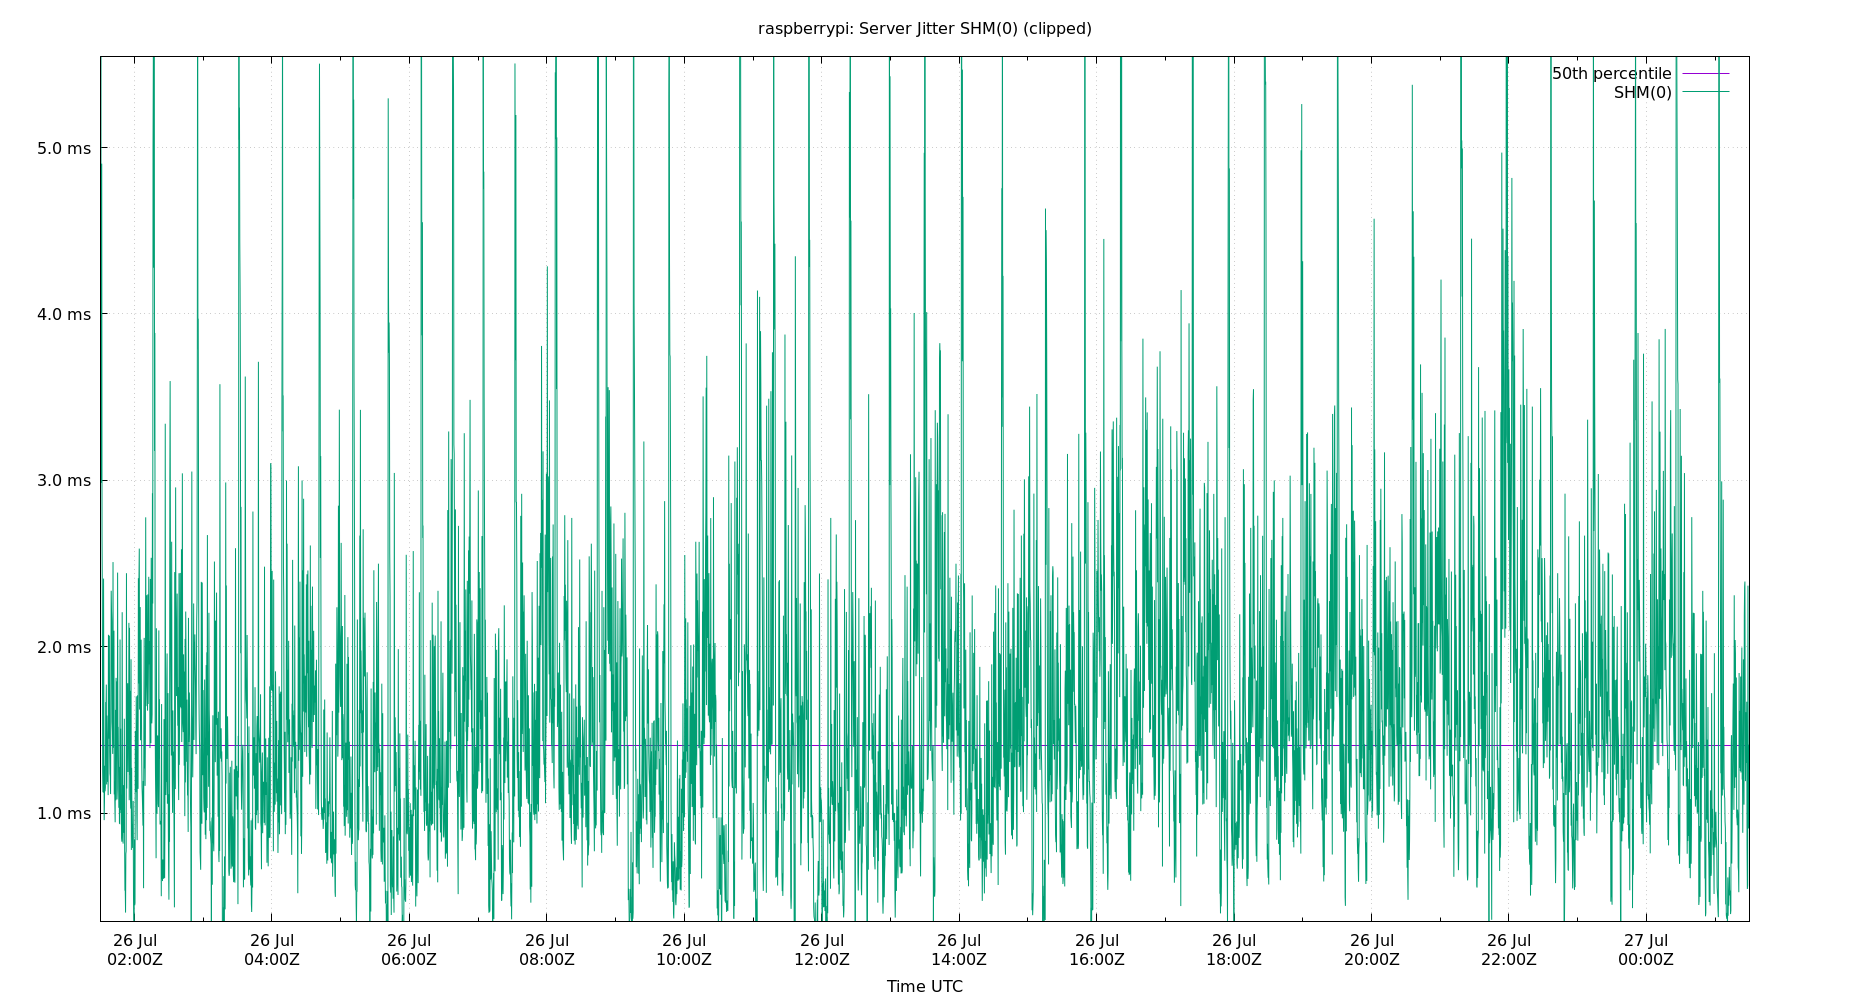 raspberrypi: Server Jitter SHM(0) (clipped)
50th percentile
SHM(0)
5.0 ms
4.0 ms
3.0 ms
2.0 ms
1.0 ms
26 Jul 26 Jul 26 Jul 26 Jul 26 Jul 26 Jul 26 Jul 26 Jul 26 Jul 26 Jul 26 Jul 27 Jul
02:00Z 04:00Z 06:00Z 08:00Z 10:00Z 12:00Z 14:00Z 16:00Z 18:00Z 20:00Z 22:00Z 00:00Z
Time UTC